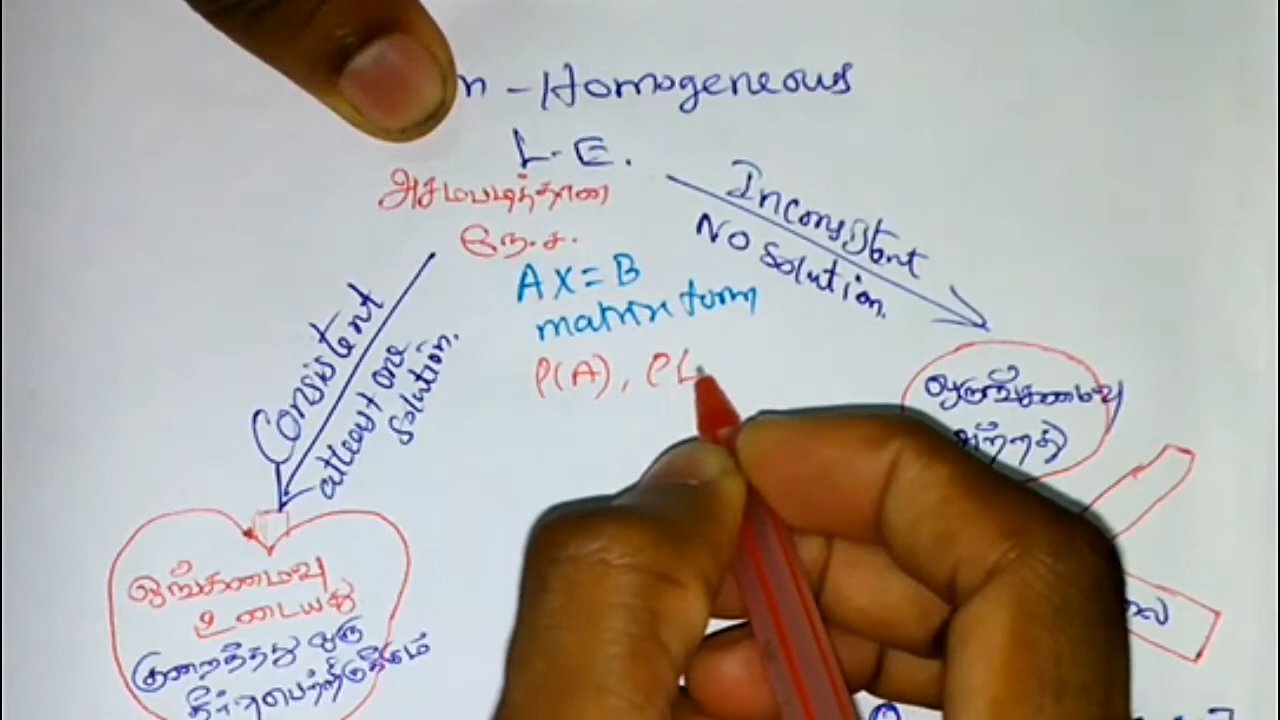 n - Homogeneous
L. E.
அசமபடித்தான
நே. ச.
AX = B
matrix form
ρ(A), ρ(
Inconsistent
No solution.
Consistent
atleast one
solution.
ஒருங்கமைவு
அற்றது
ஒங்கமைவு
உடையது
குறைந்தது ஒரு